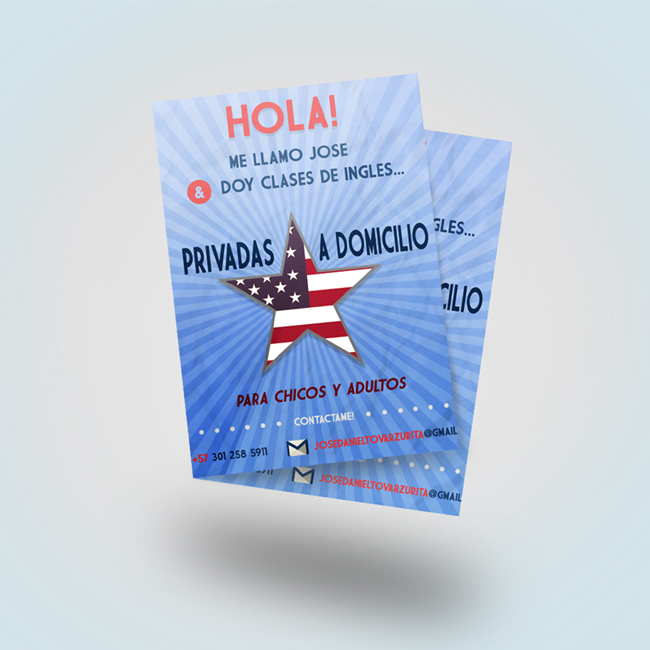 HOLA!
ME LLAMO JOSE
& DOY CLASES DE INGLES...
PRIVADAS A DOMICILIO
PARA CHICOS Y ADULTOS
CONTACTAME!
+57 301 258 5911
JOSEDANIELTOVARZURITA@GMAIL
GLES...
CILIO
5911
JOSEDANIELTOVARZURITA@GMAIL